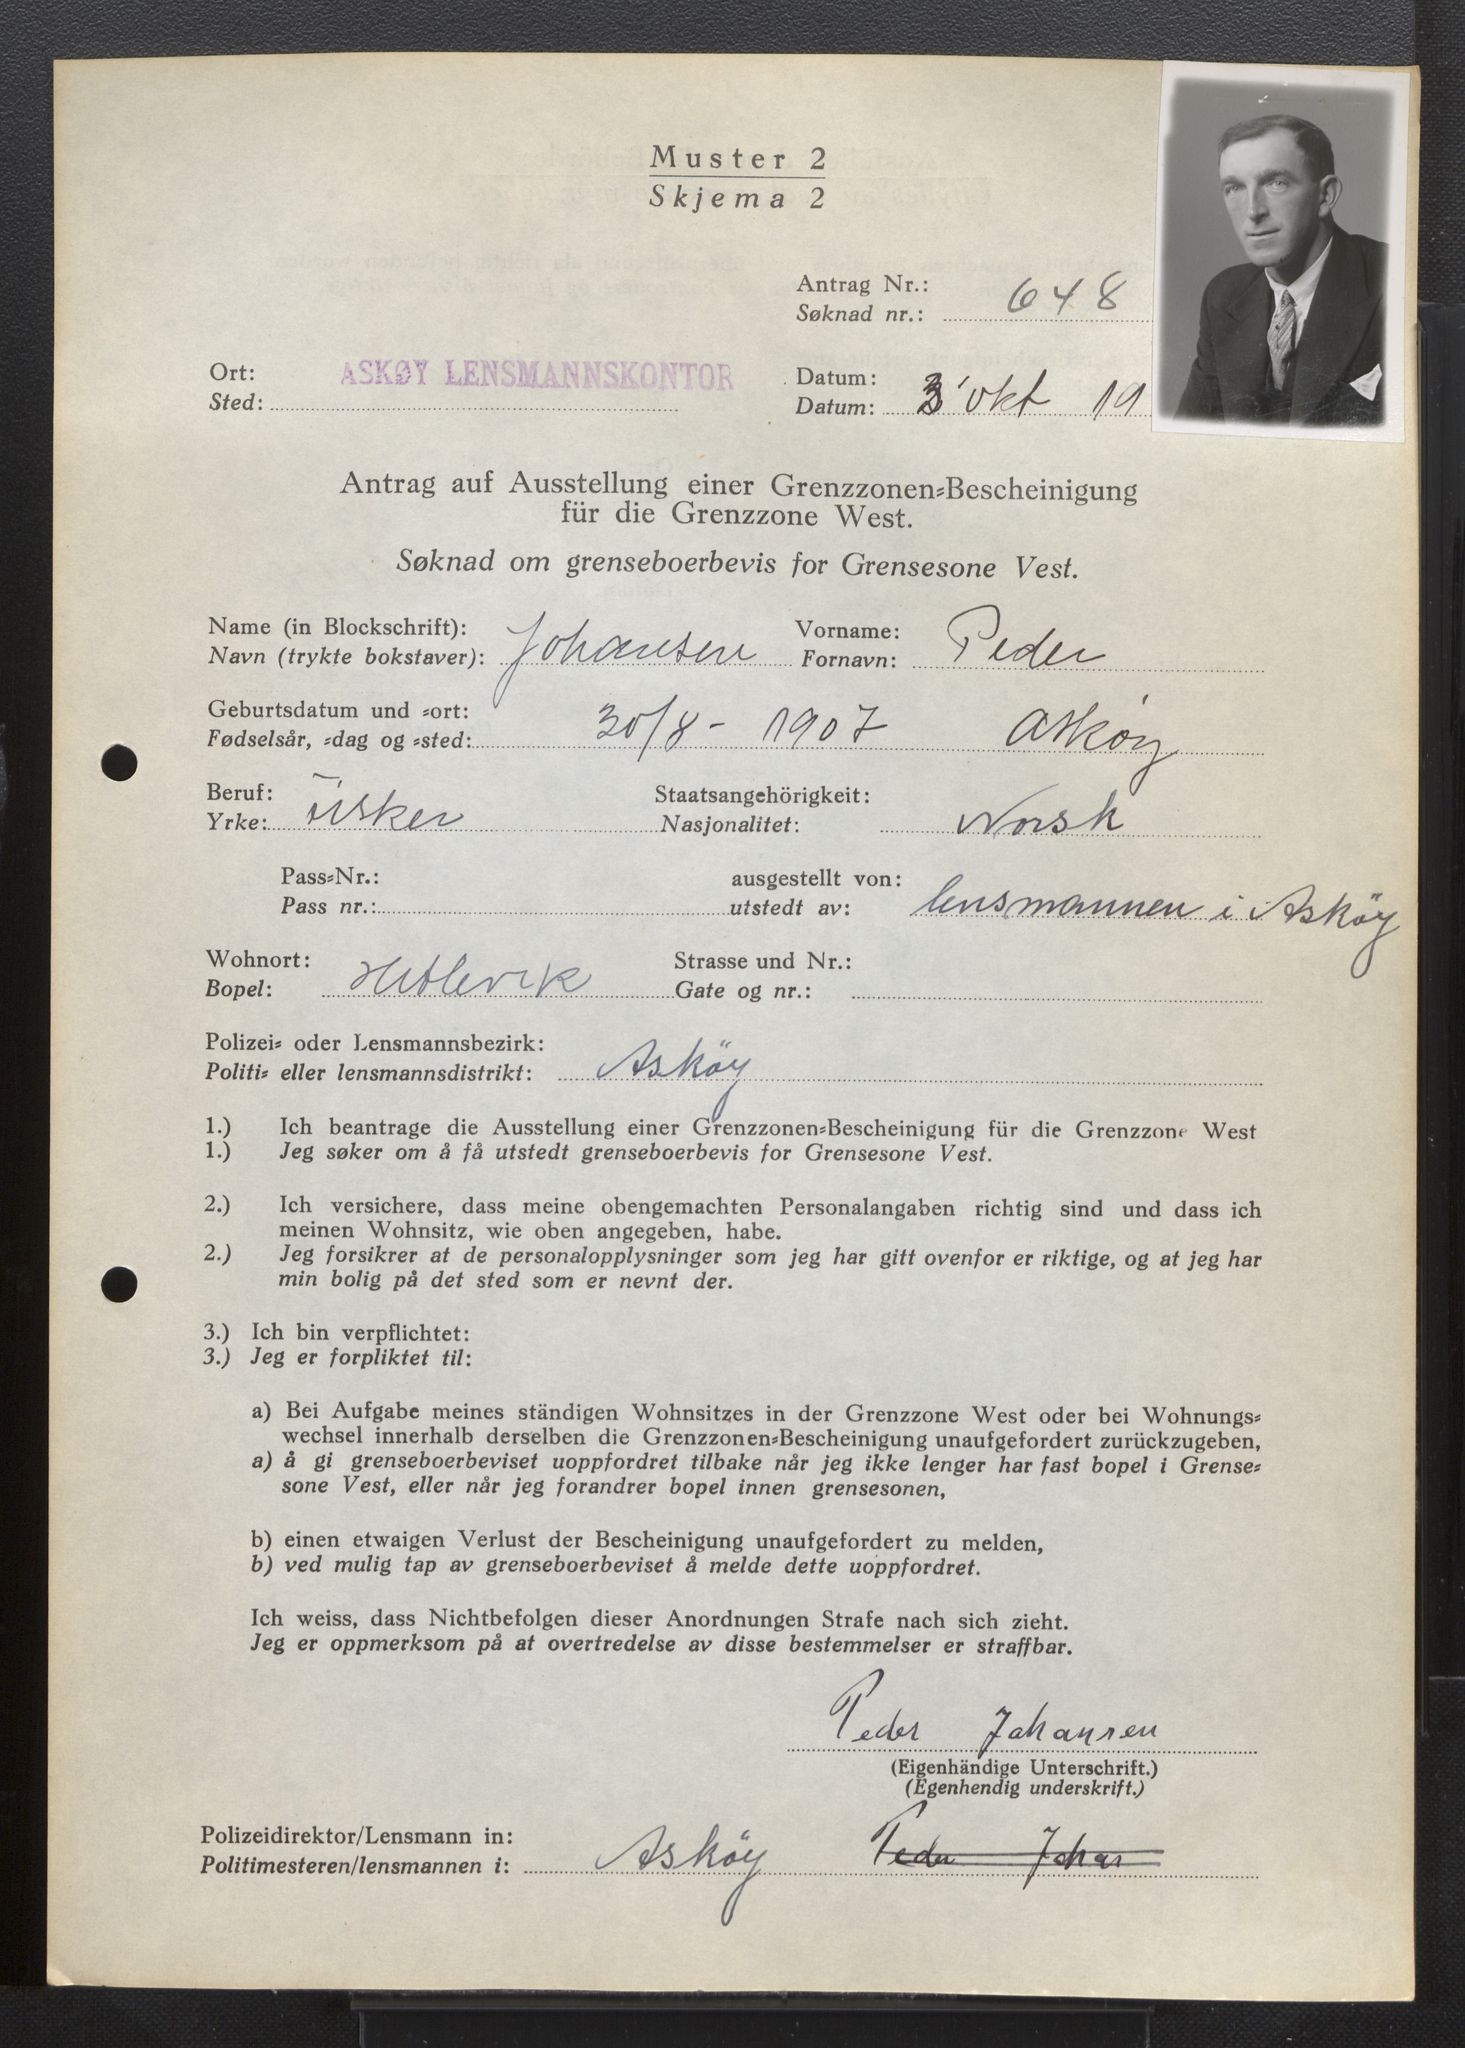 Muster 2
Skjema 2
Antrag Nr.:
Søknad nr.: 648
Ort:
Sted: ASKØY LENSMANNSKONTOR
Datum:
Datum: 3' okt 19
Antrag auf Ausstellung einer Grenzzonen=Bescheinigung
für die Grenzzone West.
Søknad om grenseboerbevis for Grensesone Vest.
Name (in Blockschrift):
Navn (trykte bokstaver): Johansen
Vorname:
Fornavn: Peder
Geburtsdatum und =ort:
Fødselsår, =dag og =sted: 30/8 - 1907 Askøy
Beruf:
Yrke:
Staatsangehörigkeit:
Nasjonalitet: Norsk
Pass=Nr.:
Pass nr.:
ausgestellt von:
utstedt av: lensmannen i Asköy
Wohnort:
Bopel: Hetlevik
Strasse und Nr.:
Gate og nr.:
Polizei= oder Lensmannsbezirk:
Politi= eller lensmannsdistrikt: Asköy
1.) Ich beantrage die Ausstellung einer Grenzzonen=Bescheinigung für die Grenzzone West
1.) Jeg søker om å få utstedt grenseboerbevis for Grensesone Vest.
2.) Ich versichere, dass meine obengemachten Personalangaben richtig sind und dass ich
meinen Wohnsitz, wie oben angegeben, habe.
2.) Jeg forsikrer at de personalopplysninger som jeg har gitt ovenfor er riktige, og at jeg har
min bolig på det sted som er nevnt der.
3.) Ich bin verpflichtet:
3.) Jeg er forpliktet til:
a) Bei Aufgabe meines ständigen Wohnsitzes in der Grenzzone West oder bei Wohnungs=
wechsel innerhalb derselben die Grenzzonen=Bescheinigung unaufgefordert zurückzugeben,
a) å gi grenseboerbeviset uoppfordret tilbake når jeg ikke lenger har fast bopel i Grense=
sone Vest, eller når jeg forandrer bopel innen grensesonen,
b) einen etwaigen Verlust der Bescheinigung unaufgefordert zu melden,
b) ved mulig tap av grenseboerbeviset å melde dette uoppfordret.
Ich weiss, dass Nichtbefolgen dieser Anordnungen Strafe nach sich zieht.
Jeg er oppmerksom på at overtredelse av disse bestemmelser er straffbar.
Peder Johansen
(Eigenhändige Unterschrift.)
(Egenhendig underskrift.)
Polizeidirektor/Lensmann in:
Politimesteren/lensmannen i: Asköy Peder Johan